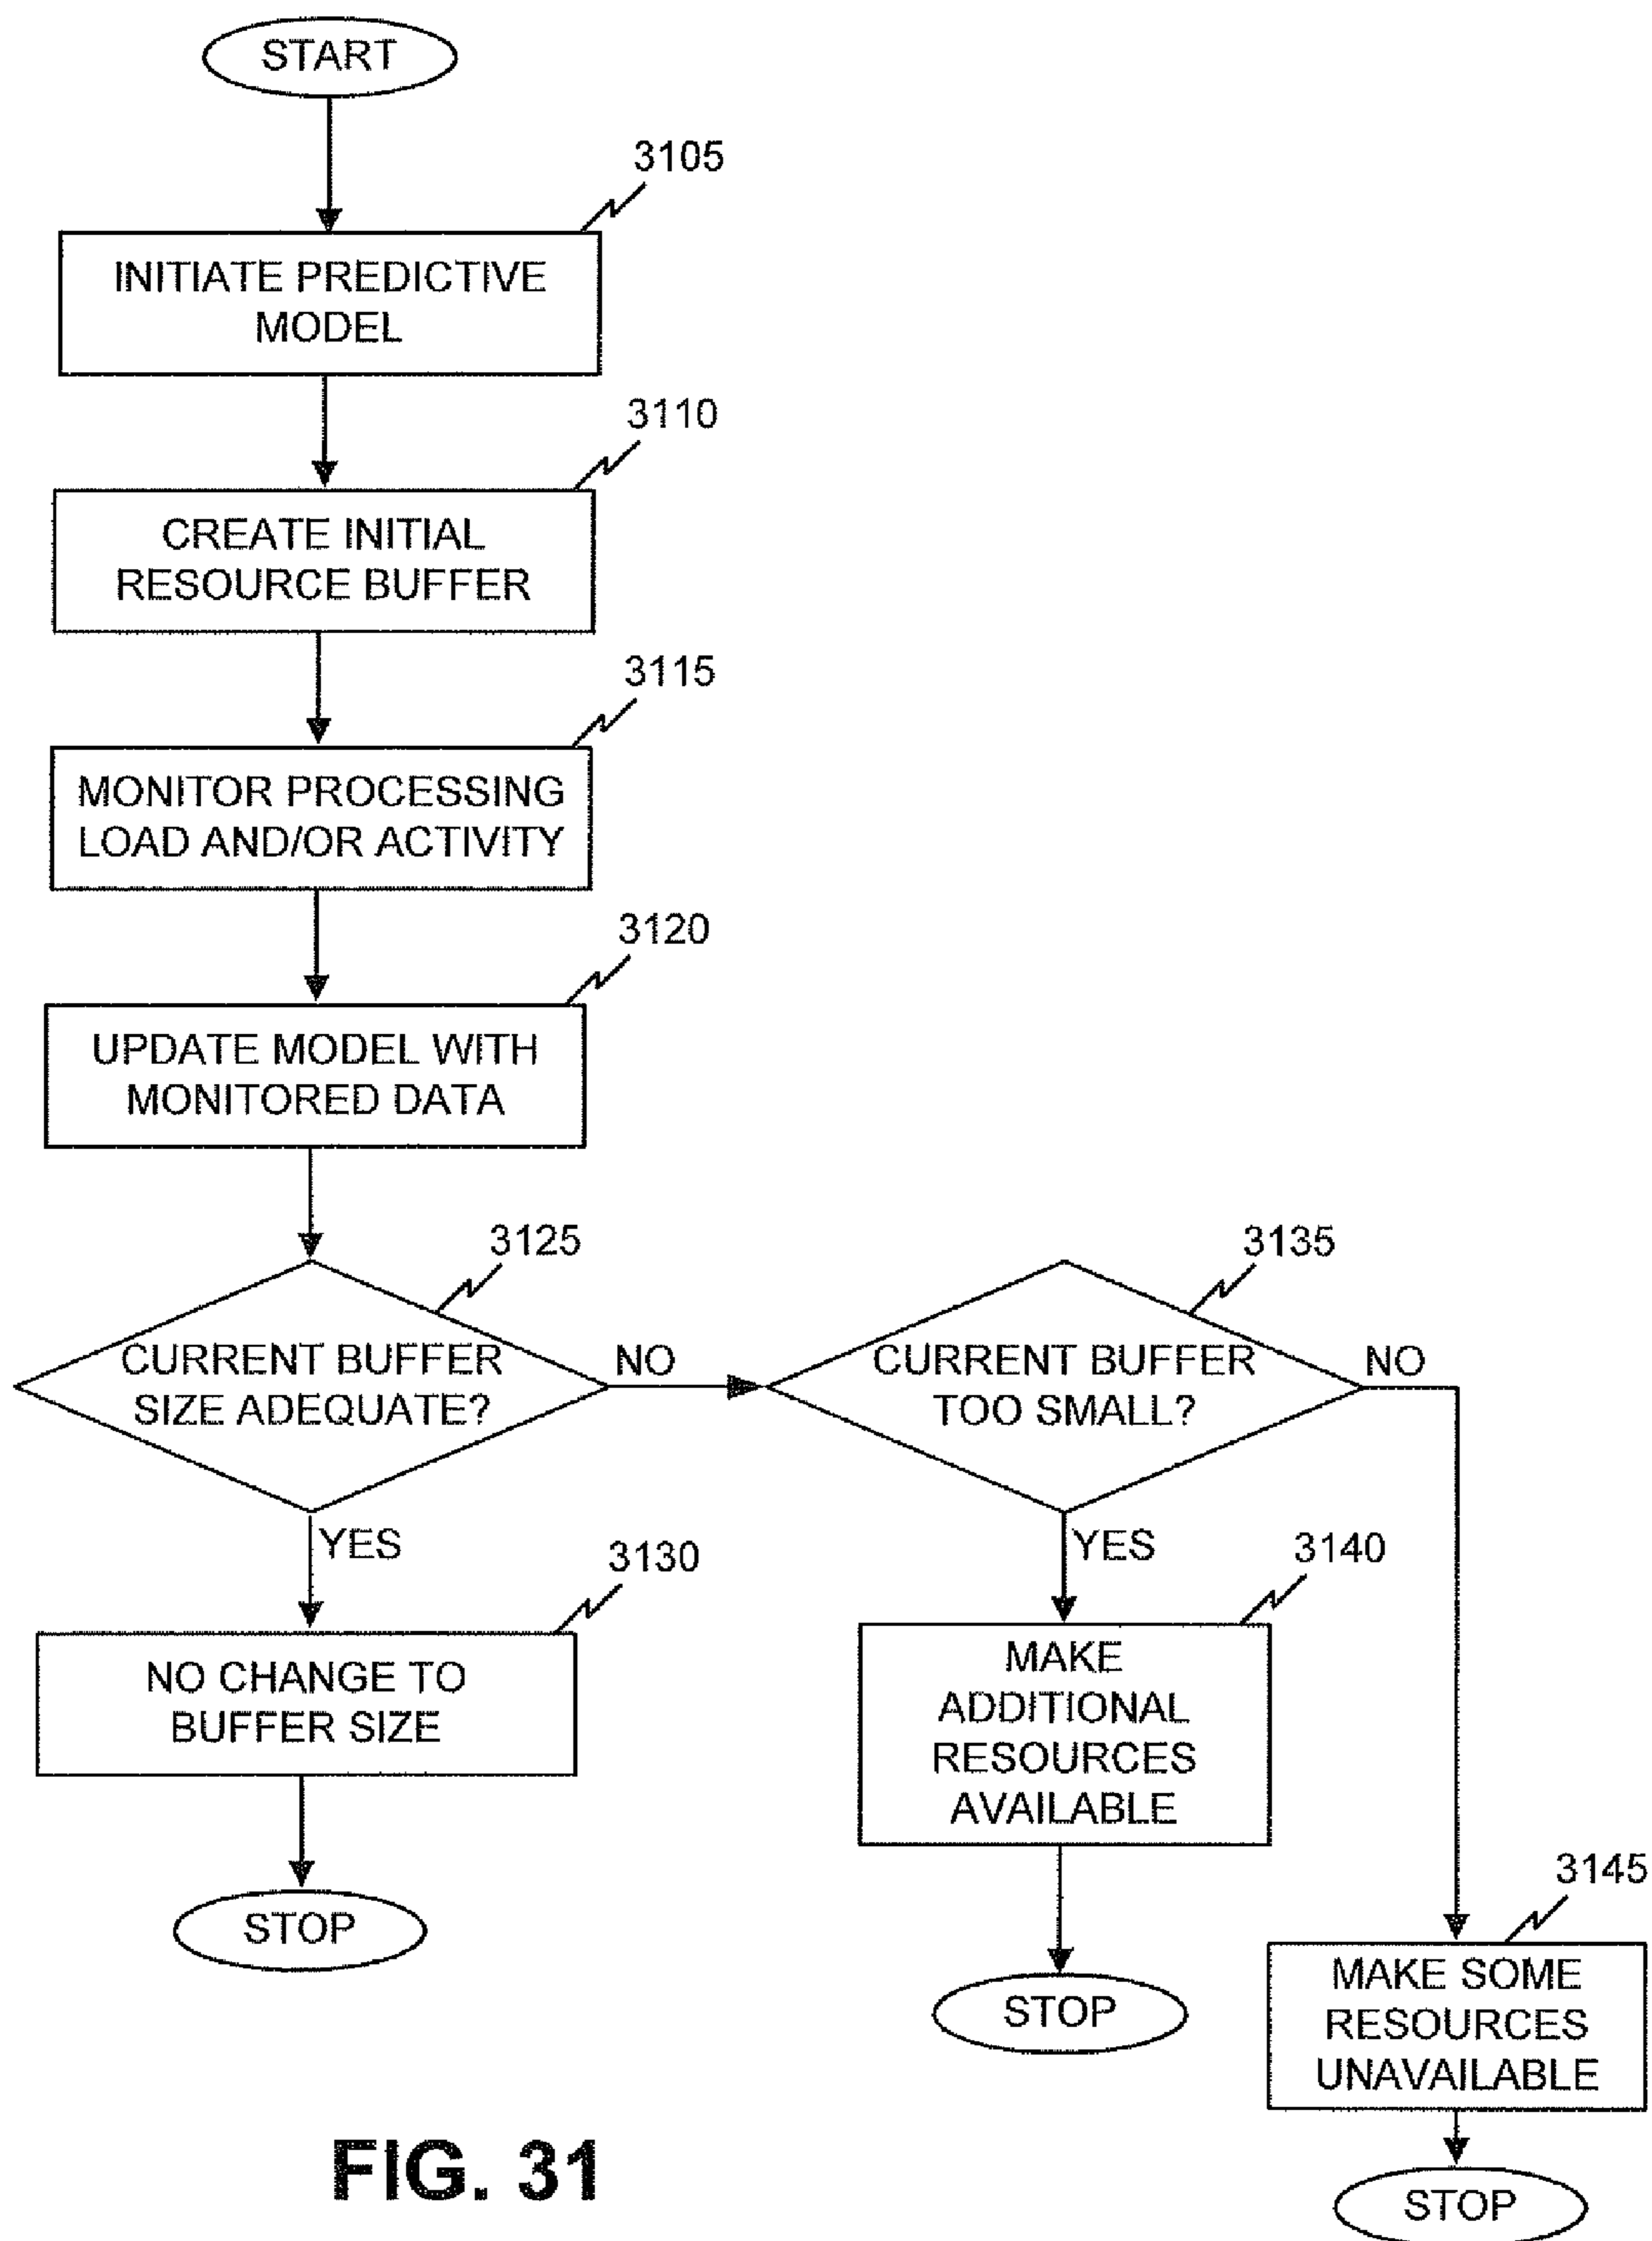 START
3105
INITIATE PREDICTIVE
MODEL
3110
CREATE INITIAL
RESOURCE BUFFER
3115
MONITOR PROCESSING
LOAD AND/OR ACTIVITY
3120
UPDATE MODEL WITH
MONITORED DATA
3125
CURRENT BUFFER
SIZE ADEQUATE?
NO
YES
3130
NO CHANGE TO
BUFFER SIZE
STOP
3135
CURRENT BUFFER
TOO SMALL?
NO
YES
3140
MAKE
ADDITIONAL
RESOURCES
AVAILABLE
STOP
3145
MAKE SOME
RESOURCES
UNAVAILABLE
STOP
FIG. 31